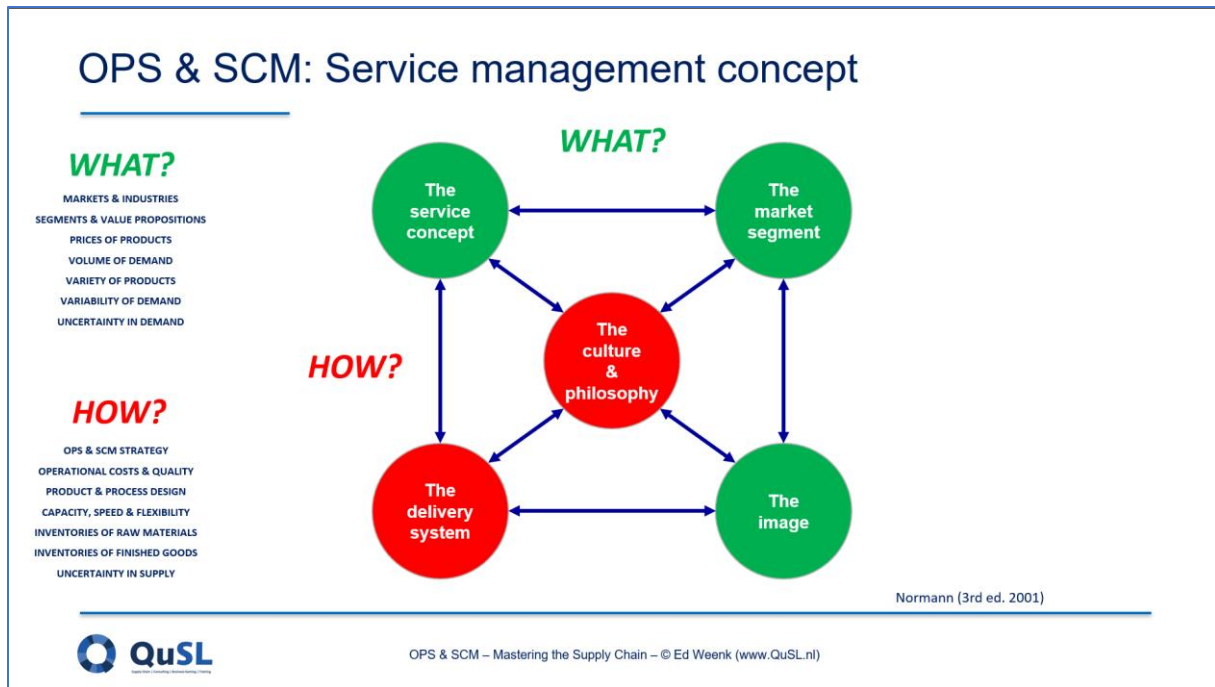 OPS & SCM: Service management concept
WHAT?
MARKETS & INDUSTRIES
SEGMENTS & VALUE PROPOSITIONS
PRICES OF PRODUCTS
VOLUME OF DEMAND
VARIETY OF PRODUCTS
VARIABILITY OF DEMAND
UNCERTAINTY IN DEMAND
HOW?
OPS & SCM STRATEGY
OPERATIONAL COSTS & QUALITY
PRODUCT & PROCESS DESIGN
CAPACITY, SPEED & FLEXIBILITY
INVENTORIES OF RAW MATERIALS
INVENTORIES OF FINISHED GOODS
UNCERTAINTY IN SUPPLY
WHAT?
The
service
concept
The
market
segment
HOW?
The
culture
&
philosophy
The
delivery
system
The
image
Normann (3rd ed. 2001)
QuSL
OPS & SCM – Mastering the Supply Chain – © Ed Weenk (www.QuSL.nl)